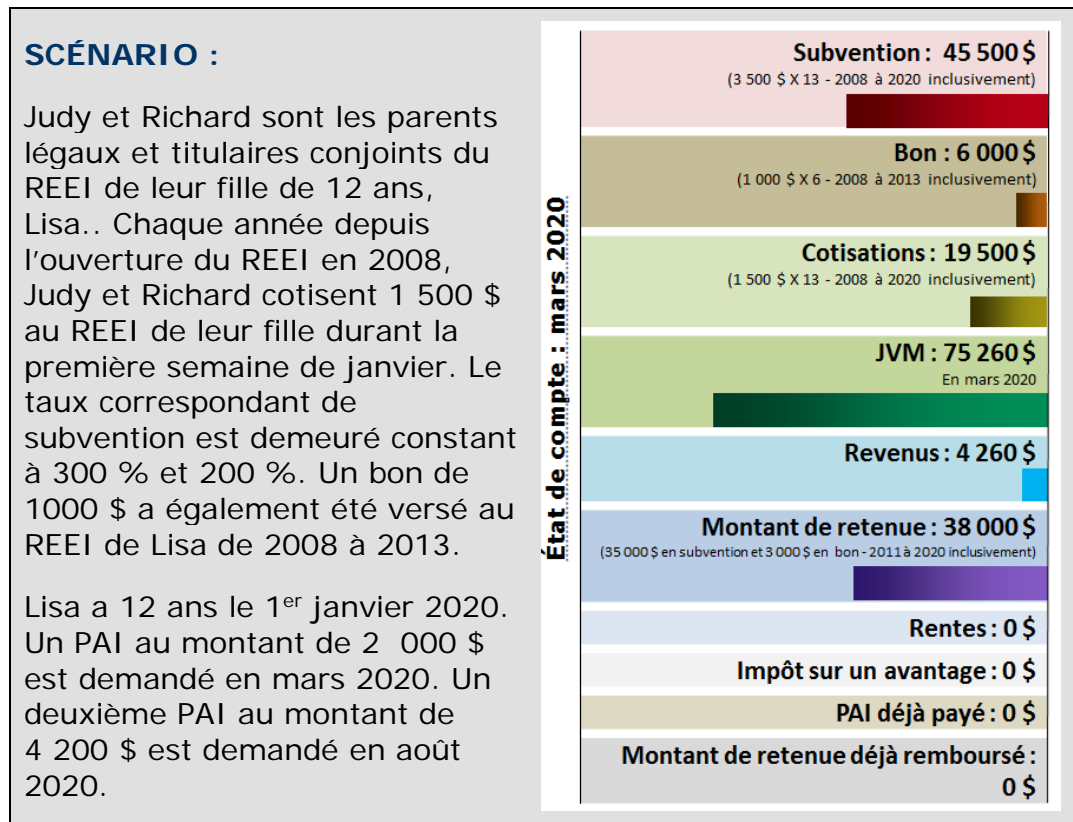 SCÉNARIO :
Judy et Richard sont les parents
légaux et titulaires conjoints du
REEI de leur fille de 12 ans,
Lisa.. Chaque année depuis
l'ouverture du REEI en 2008,
Judy et Richard cotisent 1 500 $
au REEI de leur fille durant la
première semaine de janvier. Le
taux correspondant de
subvention est demeuré constant
à 300 % et 200 %. Un bon de
1000 $ a également été versé au
REEI de Lisa de 2008 à 2013.
Lisa a 12 ans le 1er janvier 2020.
Un PAI au montant de 2 000 $
est demandé en mars 2020. Un
deuxième PAI au montant de
4 200 $ est demandé en août
2020.
État de compte : mars 2020
Subvention : 45 500 $
(3 500 $ X 13 - 2008 à 2020 inclusivement)
Bon : 6 000 $
(1 000 $ X 6 - 2008 à 2013 inclusivement)
Cotisations : 19 500 $
(1 500 $ X 13 - 2008 à 2020 inclusivement)
JVM : 75 260 $
En mars 2020
Revenus : 4 260 $
Montant de retenue : 38 000 $
(35 000 $ en subvention et 3 000 $ en bon - 2011 à 2020 inclusivement)
Rentes : 0 $
Impôt sur un avantage : 0 $
PAI déjà payé : 0 $
Montant de retenue déjà remboursé :
0 $